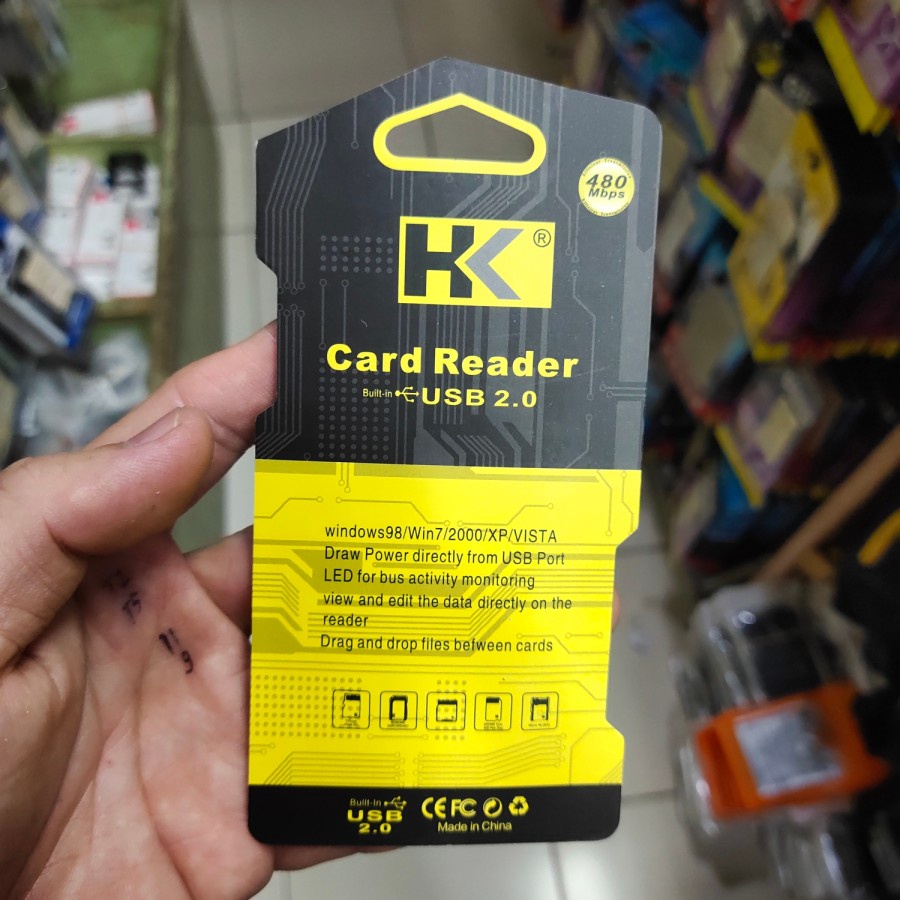 480
Mbps
HK®
Card Reader
Built-in USB 2.0
windows98/Win7/2000/XP/VISTA
Draw Power directly from USB Port
LED for bus activity monitoring
view and edit the data directly on the
reader
Drag and drop files befween cards
Built-in
USB
2.0
CE FC
Made in China